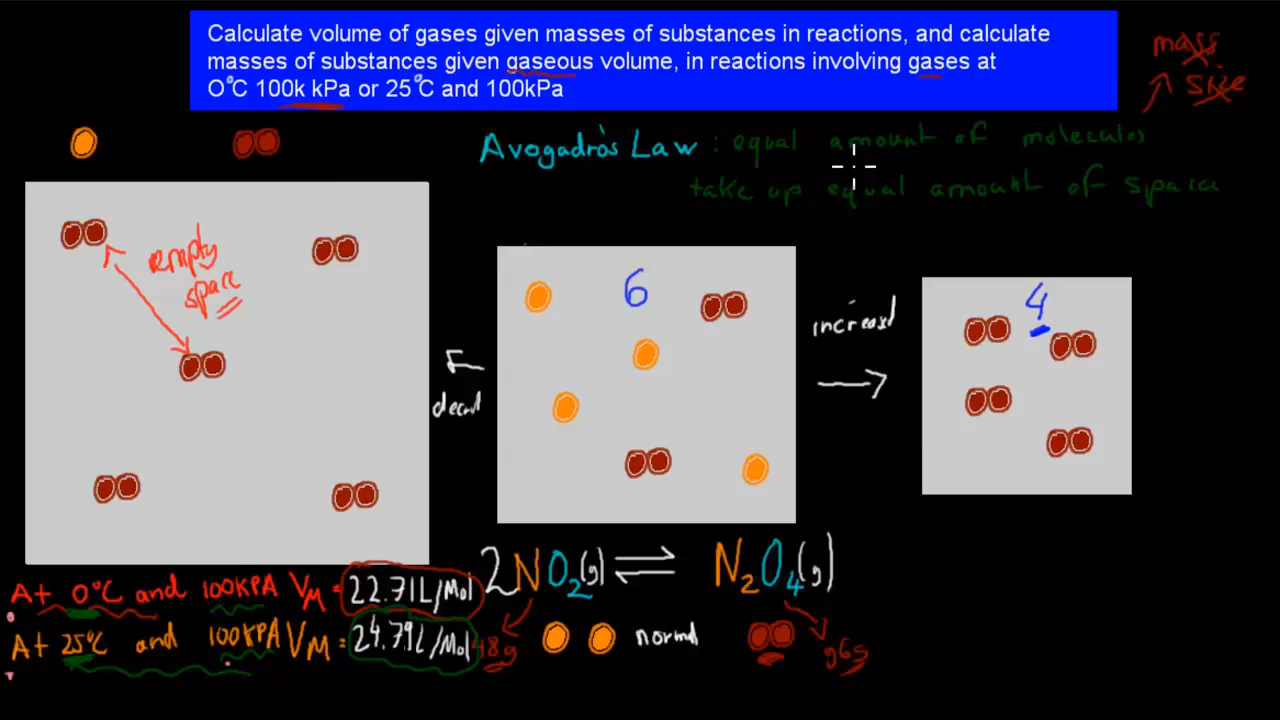 Calculate volume of gases given masses of substances in reactions, and calculate
masses of substances given gaseous volume, in reactions involving gases at
O°C 100k kPa or 25°C and 100kPa
mass
size
Avogadro's Law : equal amount of molecules
take up equal amount of space
empty
space
6
4
increased
2NO₂(g) ⇌ N₂O₄(g)
At 0°C and 100KPA VM = 22.71L/Mol
At 25°C and 100KPA VM = 24.79L/Mol
48g
normal
96g